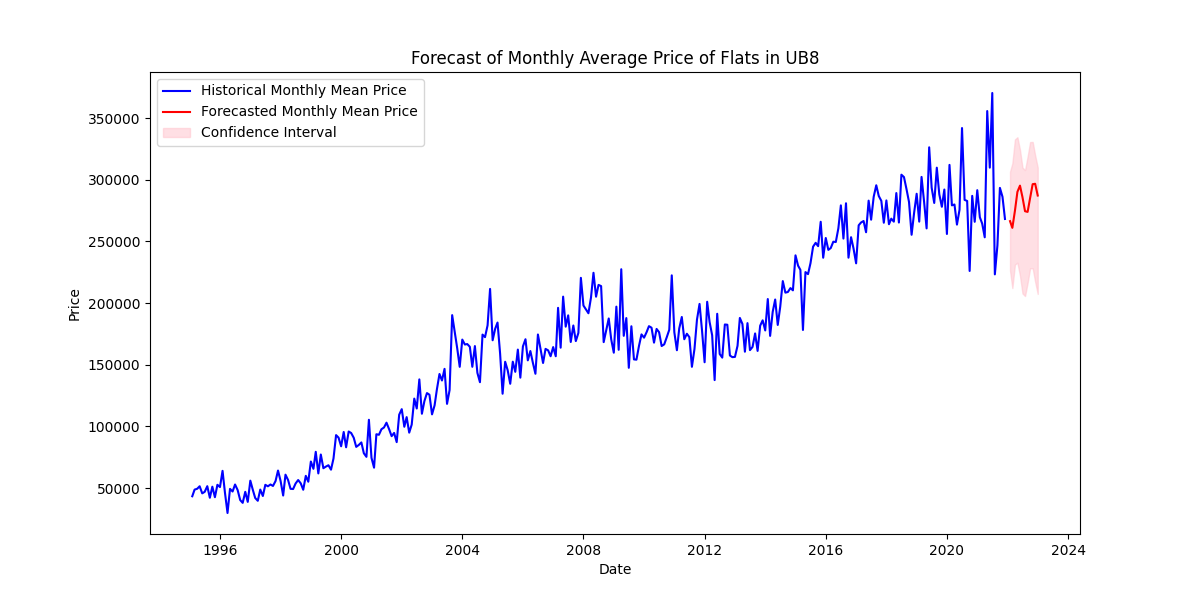 Forecast of Monthly Average Price of Flats in UB8
Historical Monthly Mean Price
Forecasted Monthly Mean Price
Confidence Interval
350000
300000
250000
200000
150000
100000
50000
Price
1996 2000 2004 2008 2012 2016 2020 2024
Date